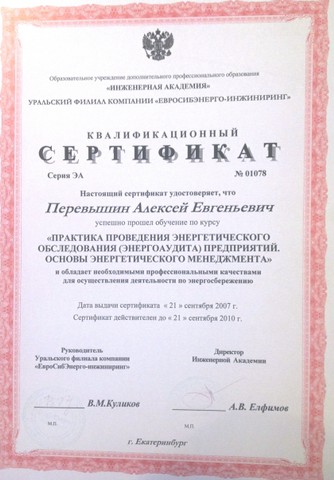 Образовательное учреждение дополнительного профессионального образования
«ИНЖЕНЕРНАЯ АКАДЕМИЯ»
УРАЛЬСКИЙ ФИЛИАЛ КОМПАНИИ «ЕВРОСИБЭНЕРГО-ИНЖИНИРИНГ»
КВАЛИФИКАЦИОННЫЙ
СЕРТИФИКАТ
Серия ЭА № 01078
Настоящий сертификат удостоверяет, что
Перевышин Алексей Евгеньевич
успешно прошел обучение по курсу
«ПРАКТИКА ПРОВЕДЕНИЯ ЭНЕРГЕТИЧЕСКОГО
ОБСЛЕДОВАНИЯ (ЭНЕРГОАУДИТА) ПРЕДПРИЯТИЙ.
ОСНОВЫ ЭНЕРГЕТИЧЕСКОГО МЕНЕДЖМЕНТА»
и обладает необходимыми профессиональными качествами
для осуществления деятельности по энергосбережению
Дата выдачи сертификата « 21 » сентября 2007 г.
Сертификат действителен до « 21 » сентября 2010 г.
Руководитель
Уральского филиала компании
«ЕвроСибЭнерго-инжиниринг»
Директор
Инженерной Академии
В.М.Куликов
А.В. Елфимов
М.П.
М.П.
г. Екатеринбург